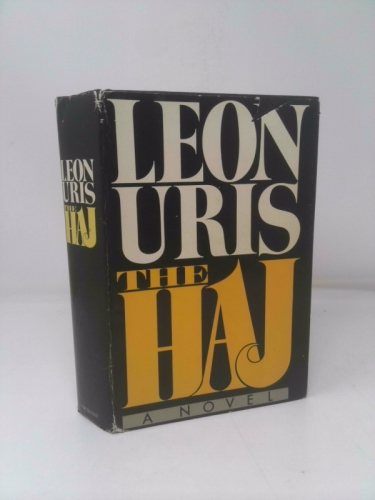 LEON
URIS
THE
HAJ
LEON
URIS
THE
HAJ
A NOVEL